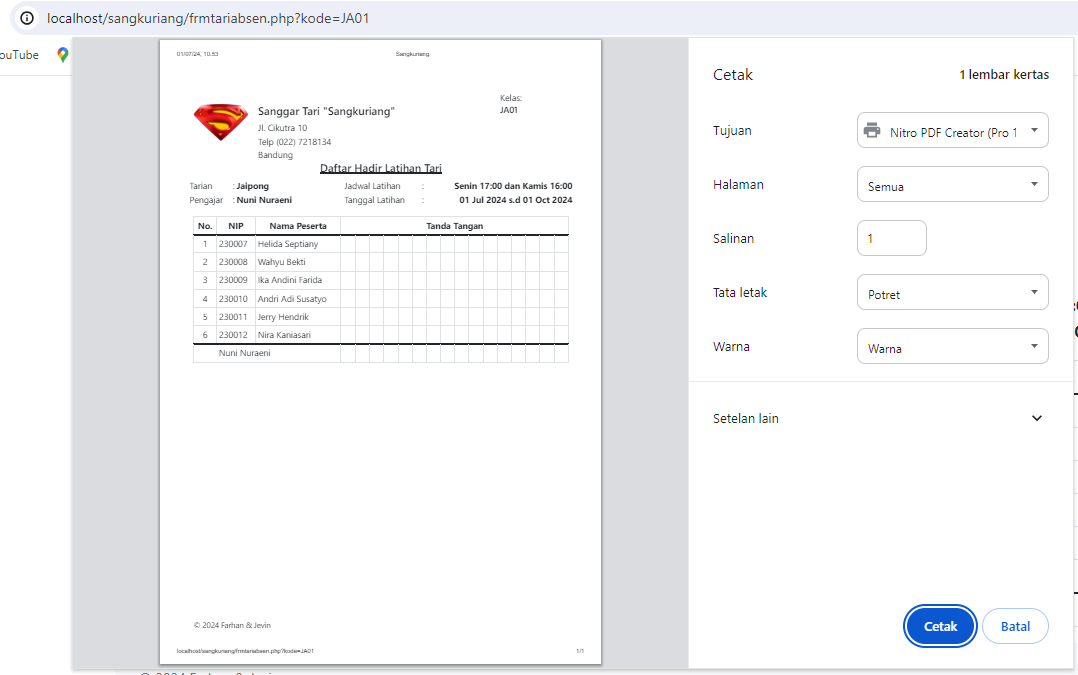 localhost/sangkuriang/frmtariabsen.php?kode=JA01
ouTube
01/07/24, 10.53 Sangkuriang
Kelas:
JA01
Sanggar Tari "Sangkuriang"
Jl. Cikutra 10
Telp (022) 7218134
Bandung
Daftar Hadir Latihan Tari
Tarian : Jaipong Jadwal Latihan : Senin 17:00 dan Kamis 16:00
Pengajar : Nuni Nuraeni Tanggal Latihan : 01 Jul 2024 s.d 01 Oct 2024
No. NIP Nama Peserta Tanda Tangan
1 230007 Helida Septiany
2 230008 Wahyu Bekti
3 230009 Ika Andini Farida
4 230010 Andri Adi Susatyo
5 230011 Jerry Hendrik
6 230012 Nira Kaniasari
Nuni Nuraeni
© 2024 Farhan & Jevin
localhost/sangkuriang/frmtariabsen.php?kode=JA01 1/1
Cetak 1 lembar kertas
Tujuan Nitro PDF Creator (Pro 1
Halaman Semua
Salinan 1
Tata letak Potret
Warna Warna
Setelan lain
Cetak Batal